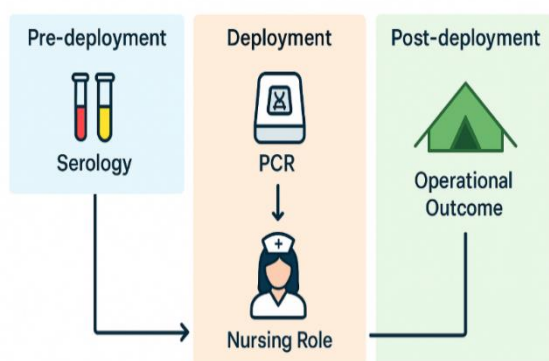 Pre-deployment
Serology
Deployment
PCR
Nursing Role
Post-deployment
Operational
Outcome